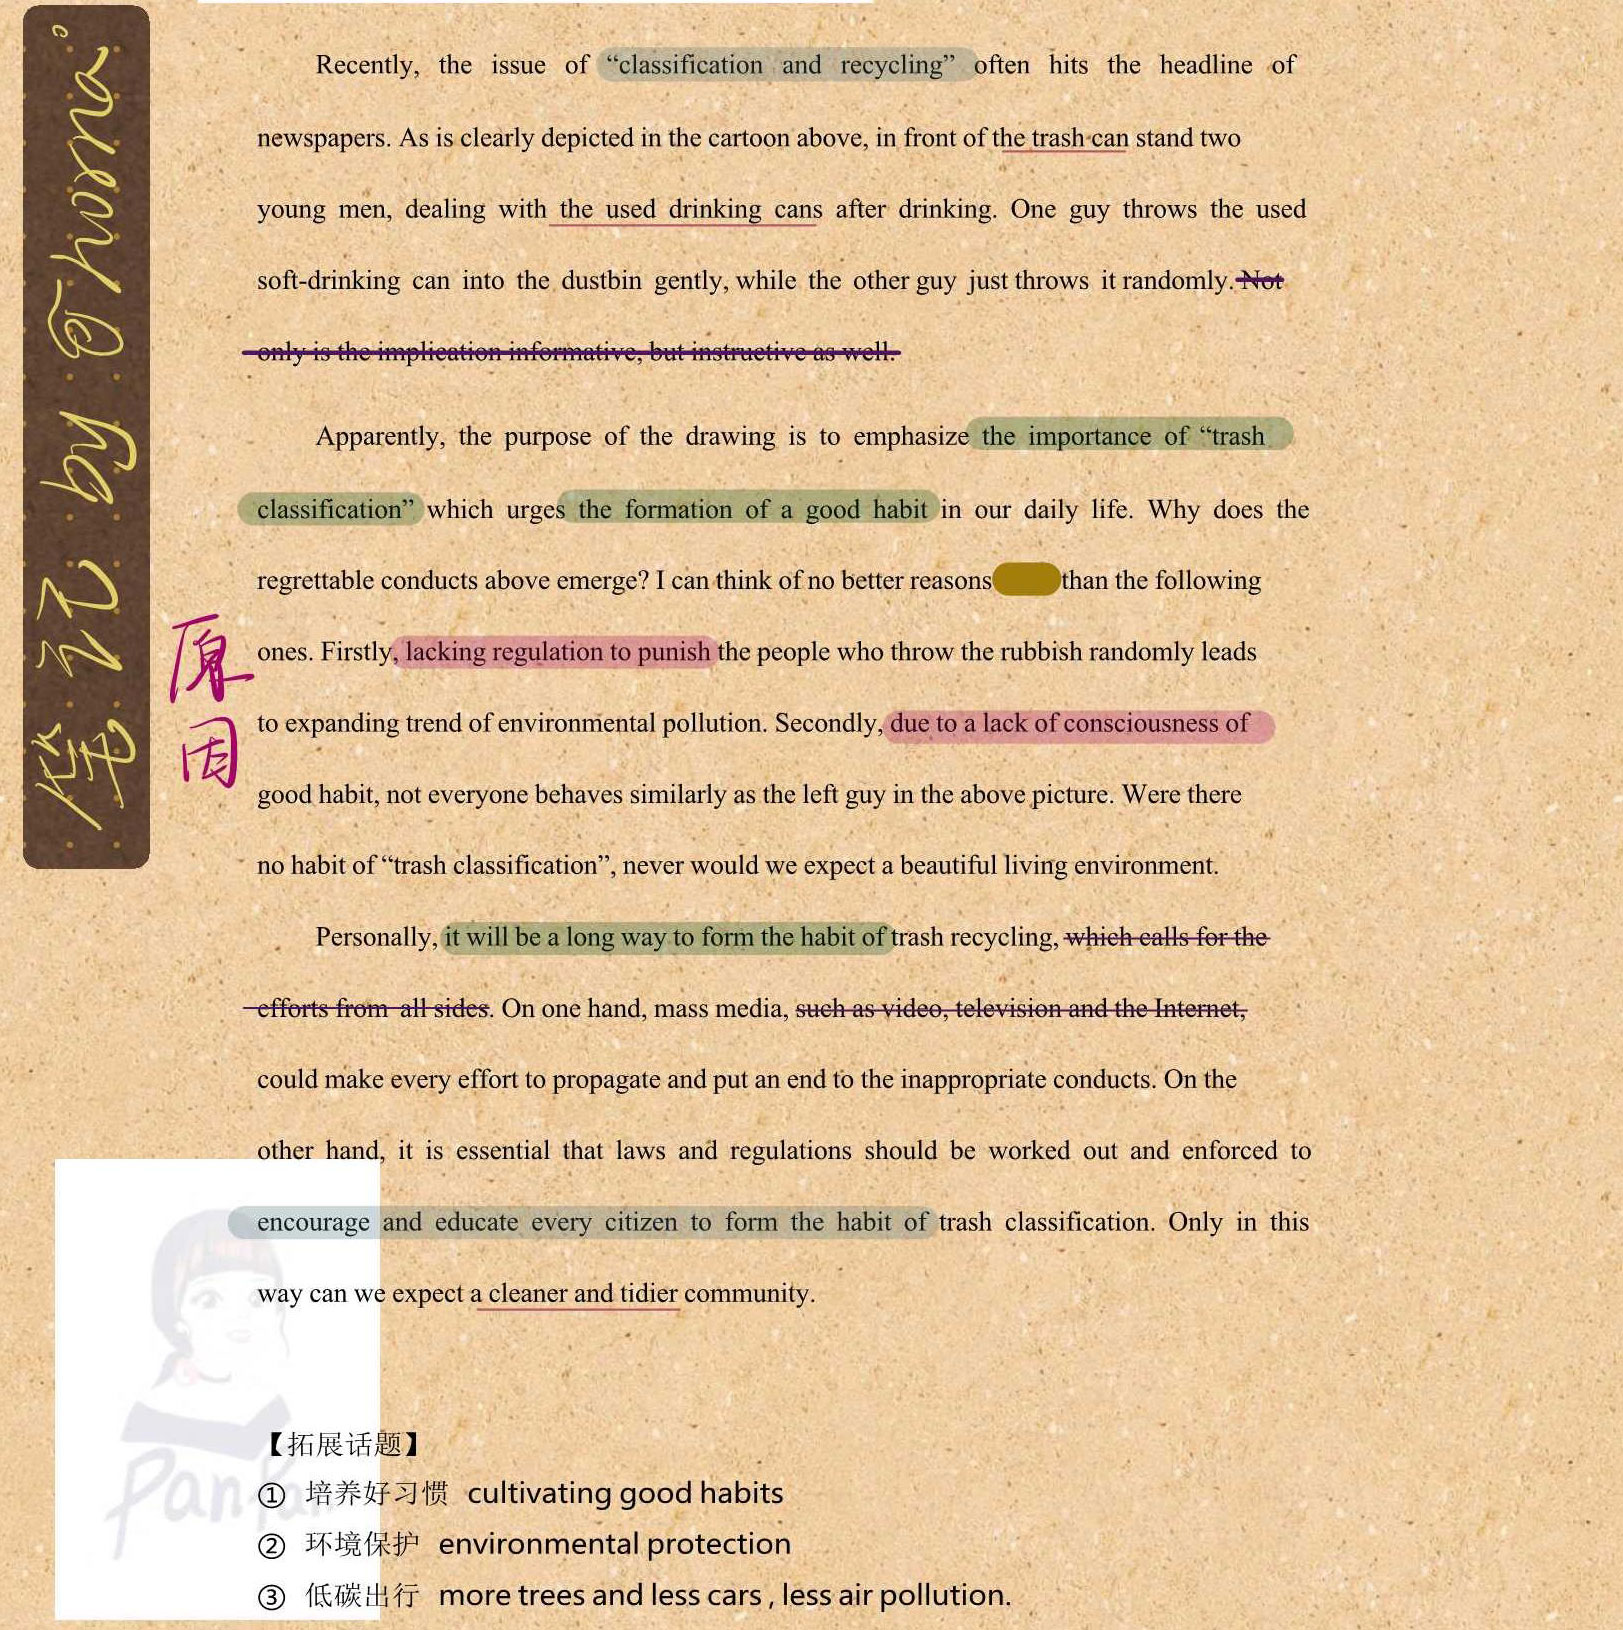 笔记 by @Thoma。
Recently, the issue of “classification and recycling” often hits the headline of
newspapers. As is clearly depicted in the cartoon above, in front of the trash can stand two
young men, dealing with the used drinking cans after drinking. One guy throws the used
soft-drinking can into the dustbin gently, while the other guy just throws it randomly. Not
only is the implication informative, but instructive as well.
Apparently, the purpose of the drawing is to emphasize the importance of “trash
classification” which urges the formation of a good habit in our daily life. Why does the
regrettable conducts above emerge? I can think of no better reasons than the following
原因
ones. Firstly, lacking regulation to punish the people who throw the rubbish randomly leads
to expanding trend of environmental pollution. Secondly, due to a lack of consciousness of
good habit, not everyone behaves similarly as the left guy in the above picture. Were there
no habit of “trash classification”, never would we expect a beautiful living environment.
Personally, it will be a long way to form the habit of trash recycling, which calls for the
efforts from all sides. On one hand, mass media, such as video, television and the Internet,
could make every effort to propagate and put an end to the inappropriate conducts. On the
other hand, it is essential that laws and regulations should be worked out and enforced to
encourage and educate every citizen to form the habit of trash classification. Only in this
way can we expect a cleaner and tidier community.
【拓展话题】
① 培养好习惯 cultivating good habits
② 环境保护 environmental protection
③ 低碳出行 more trees and less cars , less air pollution.